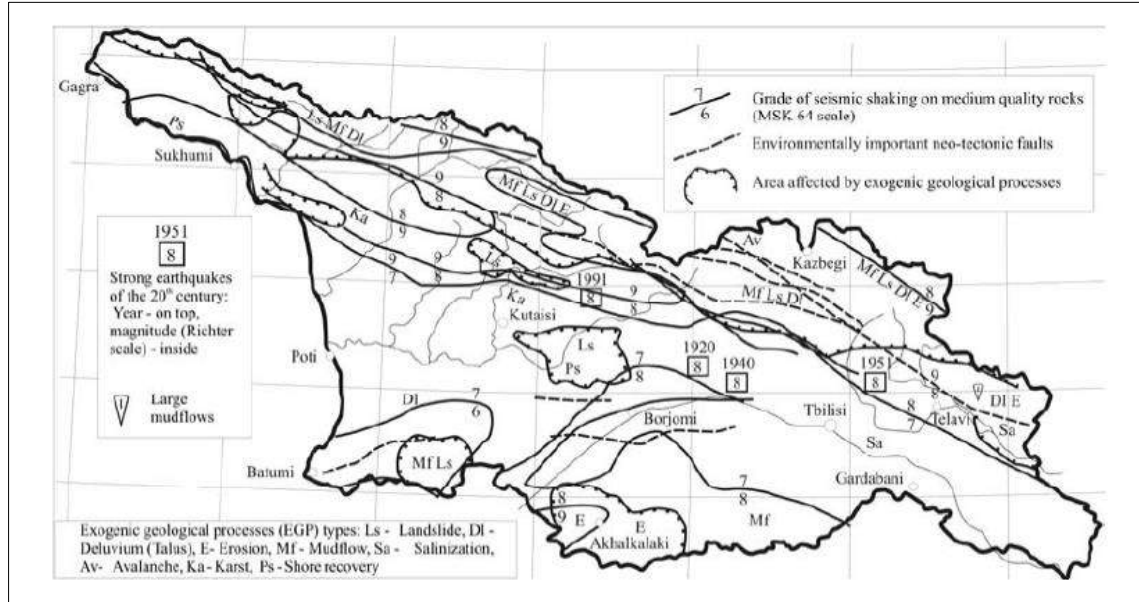 Gagra
Ps
Sukhumi
Ls Mf Dl
8
9
9
8
Mf Ls Dl E
Ka
8
9
9
7
9
8
Ls
Ka
1991
8
9
8
Kutaisi
Poti
Ls
Ps
7
8
1920
8
1940
8
1951
8
Av
Kazbegi
Mf Ls Dl
Mf Ls Dl E
8
9
9
8
8
7
Dl E
Telavi
Sa
Tbilisi
Sa
Gardabani
Borjomi
Dl
7
6
Batumi
Mf Ls
7
8
Mf
8
9
E
E
Akhalkalaki
7
6
Grade of seismic shaking on medium quality rocks
(MSK 64 scale)
Environmentally important neo-tectonic faults
Area affected by exogenic geological processes
1951
8
Strong earthquakes
of the 20th century:
Year - on top,
magnitude (Richter
scale) - inside
1
Large
mudflows
Exogenic geological processes (EGP) types: Ls - Landslide, Dl -
Deluvium (Talus), E- Erosion, Mf- Mudflow, Sa - Salinization,
Av- Avalanche, Ka- Karst, Ps- Shore recovery